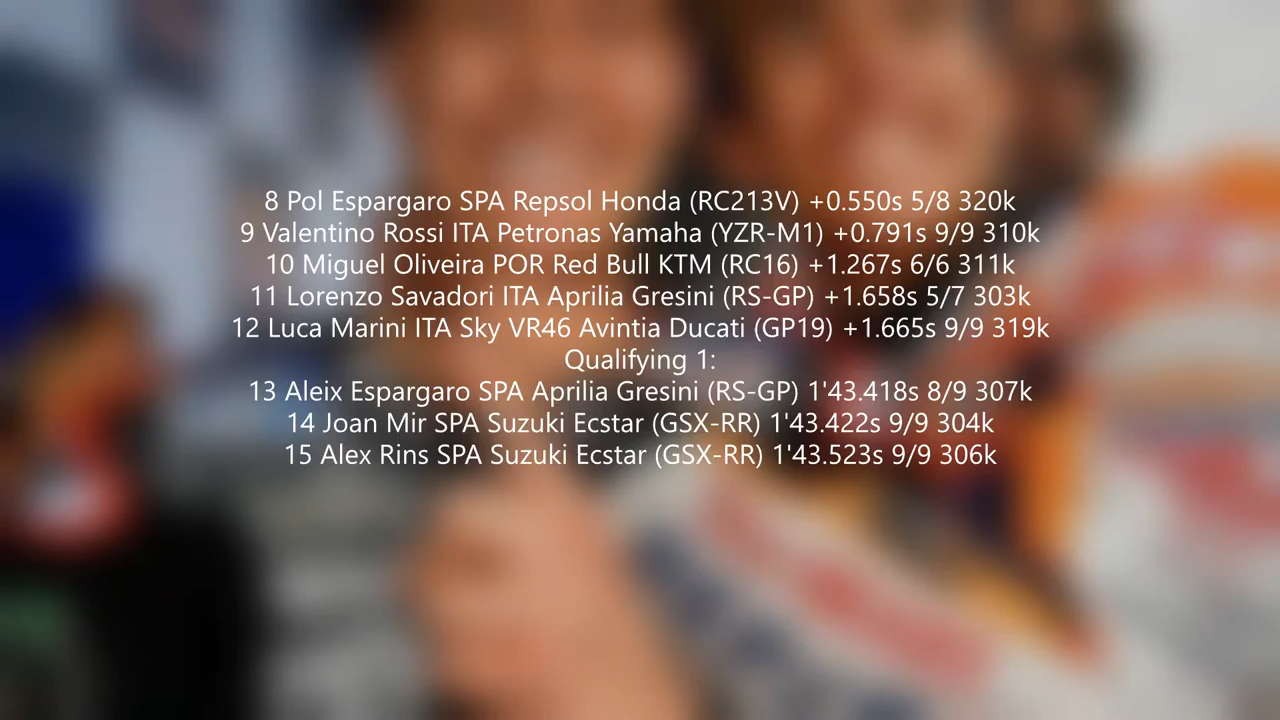 8 Pol Espargaro SPA Repsol Honda (RC213V) +0.550s 5/8 320k
9 Valentino Rossi ITA Petronas Yamaha (YZR-M1) +0.791s 9/9 310k
10 Miguel Oliveira POR Red Bull KTM (RC16) +1.267s 6/6 311k
11 Lorenzo Savadori ITA Aprilia Gresini (RS-GP) +1.658s 5/7 303k
12 Luca Marini ITA Sky VR46 Avintia Ducati (GP19) +1.665s 9/9 319k
Qualifying 1:
13 Aleix Espargaro SPA Aprilia Gresini (RS-GP) 1'43.418s 8/9 307k
14 Joan Mir SPA Suzuki Ecstar (GSX-RR) 1'43.422s 9/9 304k
15 Alex Rins SPA Suzuki Ecstar (GSX-RR) 1'43.523s 9/9 306k